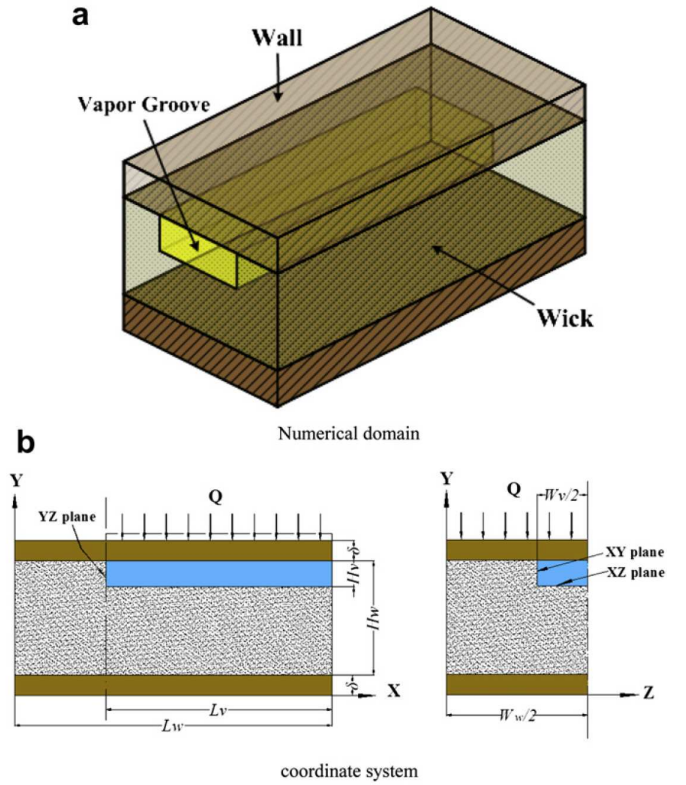 a
Wall
Vapor Groove
Wick
Numerical domain
b
Y
Q
YZ plane
δ
Hv
Hw
δ
X
Lv
Lw
Y
Q
Wv/2
XY plane
XZ plane
Z
Ww/2
coordinate system